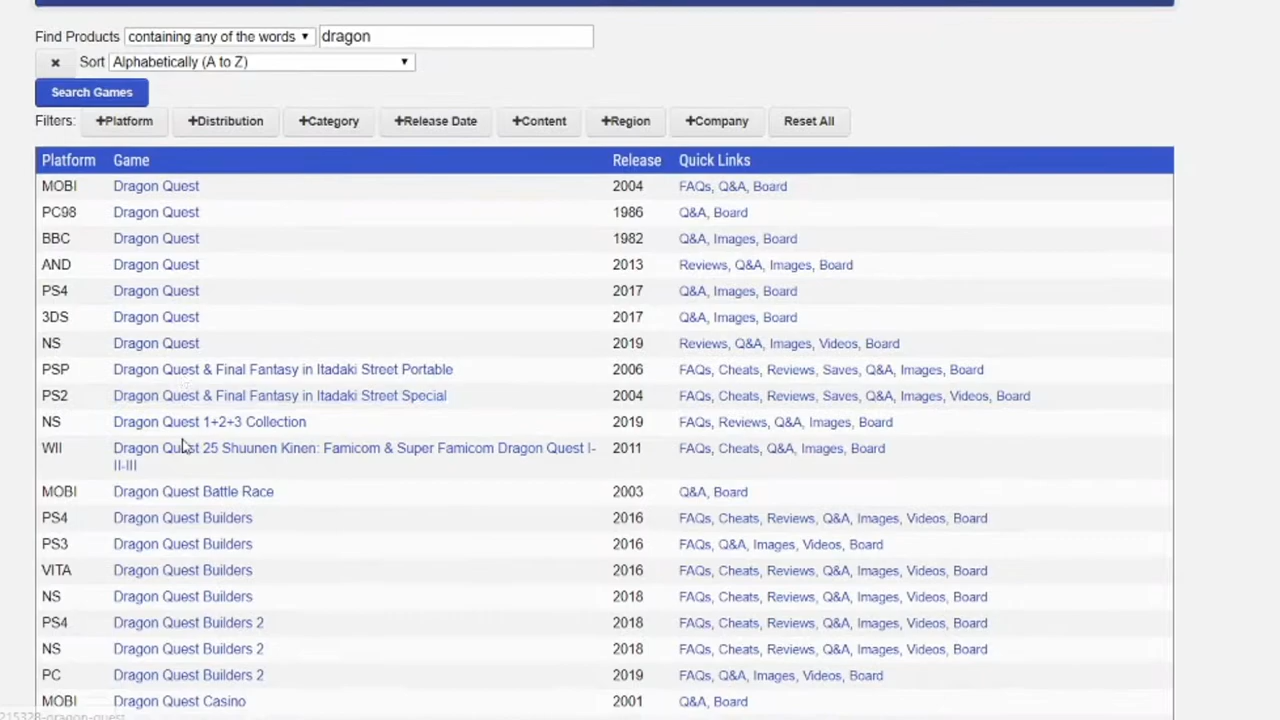 Find Products containing any of the words ▼ dragon
✖ Sort Alphabetically (A to Z) ▼
Search Games
Filters: +Platform +Distribution +Category +Release Date +Content +Region +Company Reset All
Platform Game Release Quick Links
MOBI Dragon Quest 2004 FAQs, Q&A, Board
PC98 Dragon Quest 1986 Q&A, Board
BBC Dragon Quest 1982 Q&A, Images, Board
AND Dragon Quest 2013 Reviews, Q&A, Images, Board
PS4 Dragon Quest 2017 Q&A, Images, Board
3DS Dragon Quest 2017 Q&A, Images, Board
NS Dragon Quest 2019 Reviews, Q&A, Images, Videos, Board
PSP Dragon Quest & Final Fantasy in Itadaki Street Portable 2006 FAQs, Cheats, Reviews, Saves, Q&A, Images, Board
PS2 Dragon Quest & Final Fantasy in Itadaki Street Special 2004 FAQs, Cheats, Reviews, Saves, Q&A, Images, Videos, Board
NS Dragon Quest 1+2+3 Collection 2019 FAQs, Reviews, Q&A, Images, Board
WII Dragon Quest 25 Shuunen Kinen: Famicom & Super Famicom Dragon Quest I- 2011 FAQs, Cheats, Q&A, Images, Board
II-III
MOBI Dragon Quest Battle Race 2003 Q&A, Board
PS4 Dragon Quest Builders 2016 FAQs, Cheats, Reviews, Q&A, Images, Videos, Board
PS3 Dragon Quest Builders 2016 FAQs, Q&A, Images, Videos, Board
VITA Dragon Quest Builders 2016 FAQs, Cheats, Reviews, Q&A, Images, Videos, Board
NS Dragon Quest Builders 2018 FAQs, Cheats, Reviews, Q&A, Images, Videos, Board
PS4 Dragon Quest Builders 2 2018 FAQs, Cheats, Reviews, Q&A, Images, Videos, Board
NS Dragon Quest Builders 2 2018 FAQs, Cheats, Reviews, Q&A, Images, Videos, Board
PC Dragon Quest Builders 2 2019 FAQs, Q&A, Images, Videos, Board
MOBI Dragon Quest Casino 2001 Q&A, Board